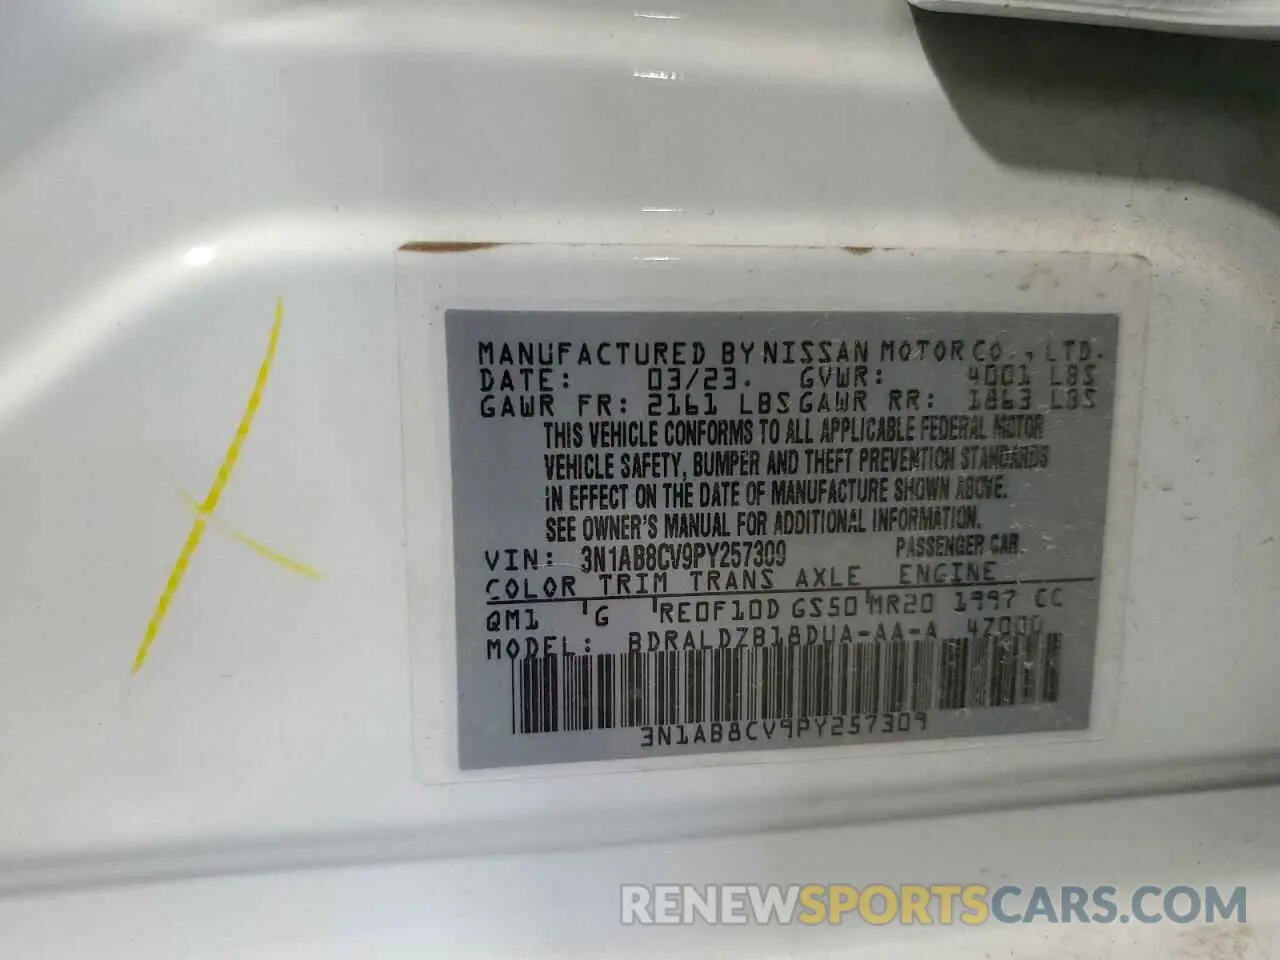 MANUFACTURED BY NISSAN MOTOR CO., LTD.
DATE: 03/23. GVWR: 4001 LBS
GAWR FR: 2161 LBS GAWR RR: 1863 LBS
THIS VEHICLE CONFORMS TO ALL APPLICABLE FEDERAL MOTOR
VEHICLE SAFETY, BUMPER AND THEFT PREVENTION STANDARDS
IN EFFECT ON THE DATE OF MANUFACTURE SHOWN ABOVE.
SEE OWNER'S MANUAL FOR ADDITIONAL INFORMATION.
VIN: 3N1AB8CV9PY257309 PASSENGER CAR
COLOR TRIM TRANS AXLE ENGINE
QM1 G RE0F10D GS50 MR20 1997 CC
MODEL: BDRALDZB18DUA-AA-A 4Z000
3N1AB8CV9PY257309
RENEWSPORTSCARS.COM